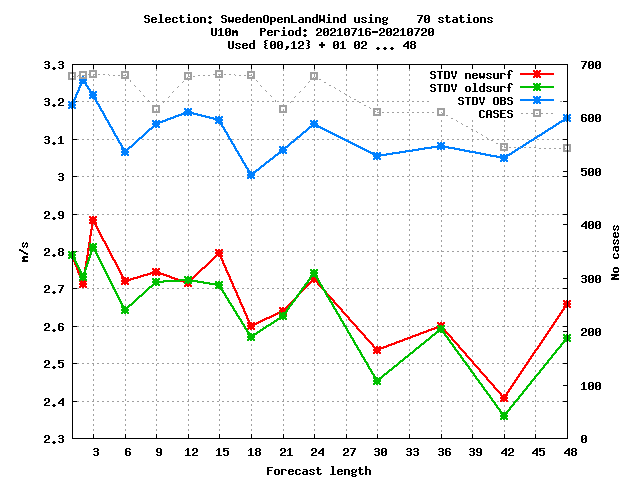 Selection: SwedenOpenLandWind using    70 stations
U10m   Period: 20210716-20210720
Used {00,12} + 01 02 ... 48
STDV newsurf
STDV oldsurf
STDV OBS
CASES
3.3
3.2
3.1
3
2.9
2.8
2.7
2.6
2.5
2.4
2.3
m/s
700
600
500
400
300
200
100
0
No cases
3 6 9 12 15 18 21 24 27 30 33 36 39 42 45 48
Forecast length